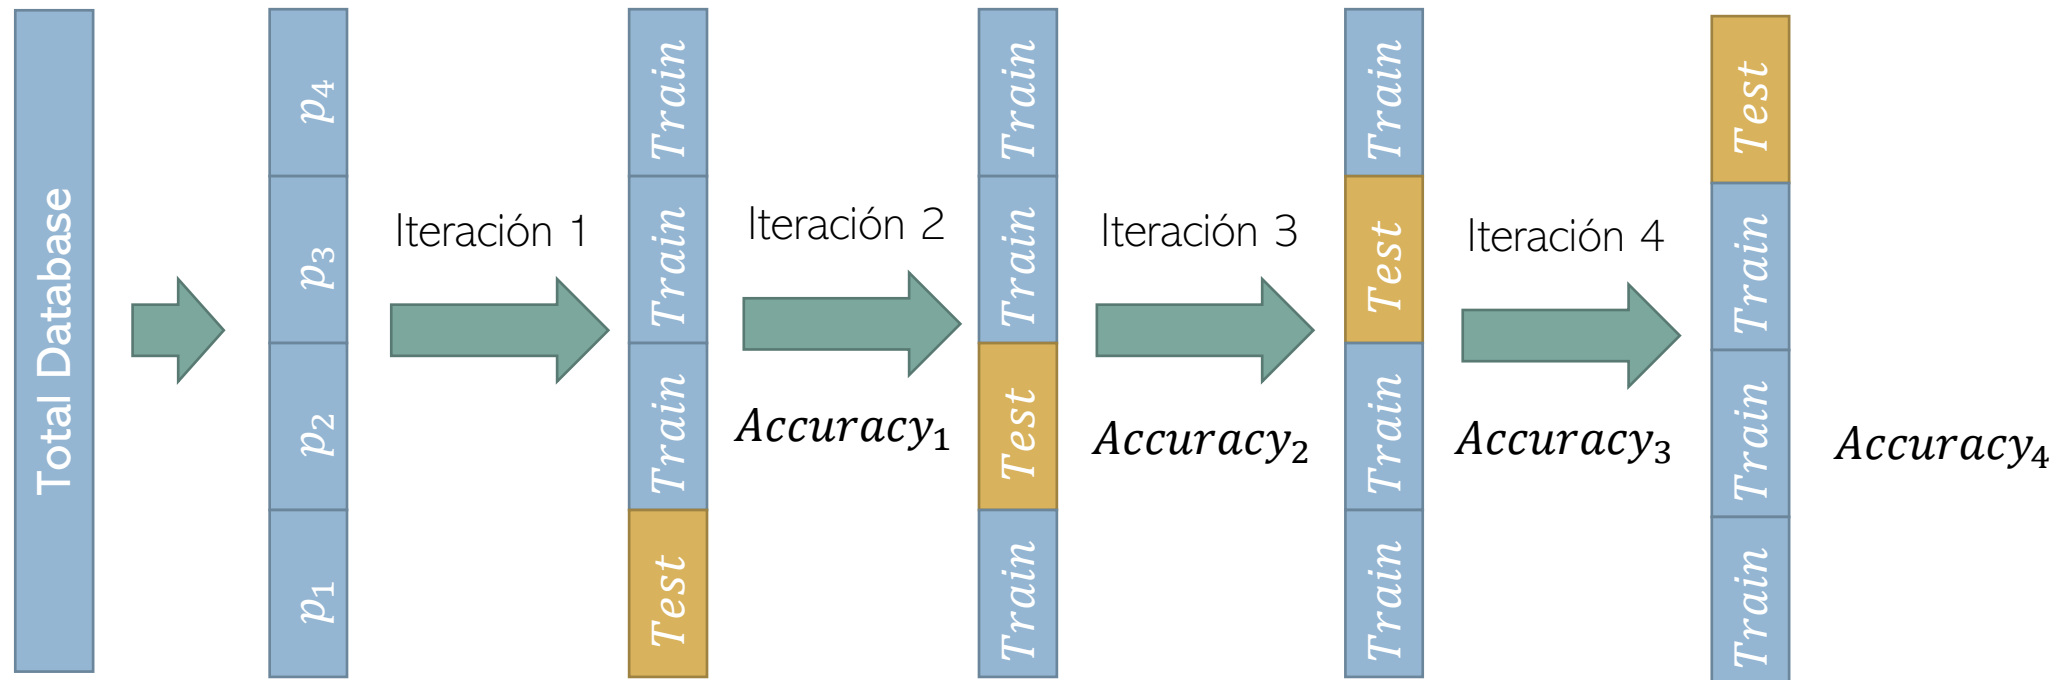 Total Database
p₄
p₃
p₂
p₁
Iteración 1
Train
Train
Train
Test
Iteración 2
Accuracy₁
Train
Train
Test
Train
Iteración 3
Accuracy₂
Train
Test
Train
Train
Iteración 4
Accuracy₃
Test
Train
Train
Train
Accuracy₄